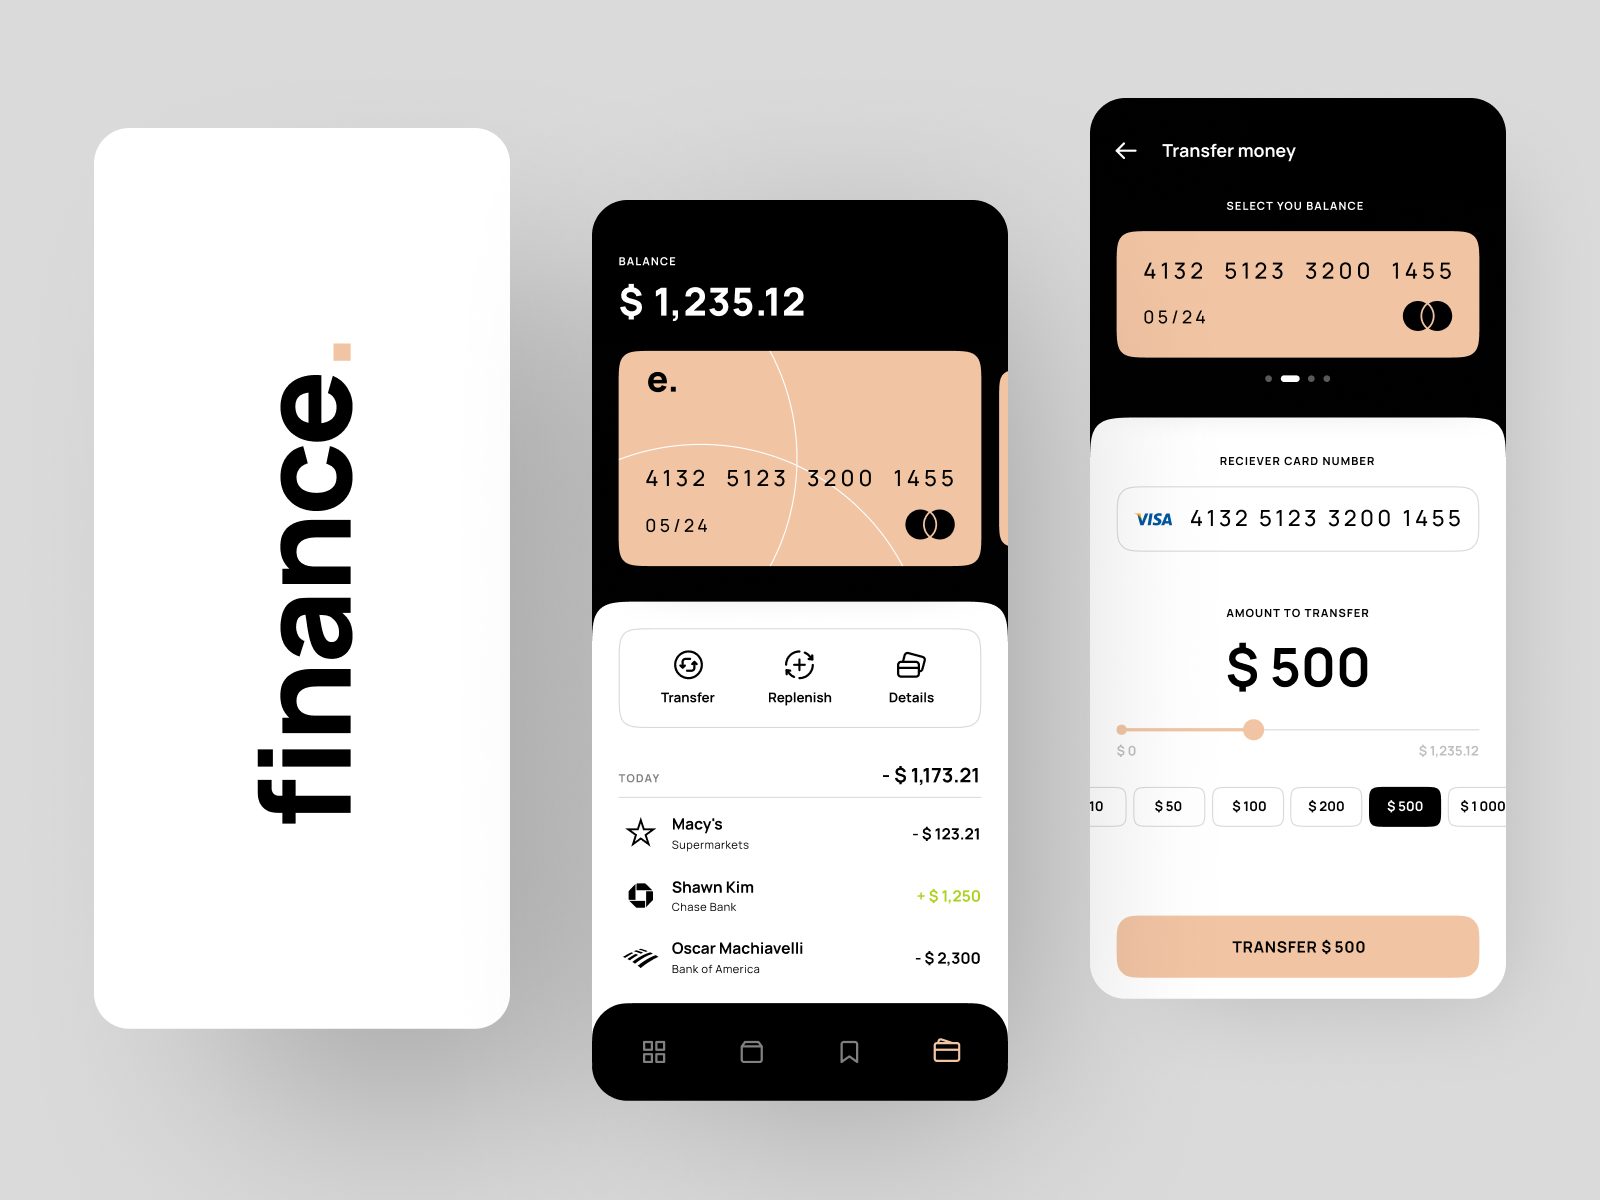 finance.
BALANCE
$ 1,235.12
e.
4132 5123 3200 1455
05/24
Transfer Replenish Details
TODAY - $ 1,173.21
Macy's
Supermarkets
- $ 123.21
Shawn Kim
Chase Bank
+ $ 1,250
Oscar Machiavelli
Bank of America
- $ 2,300
Transfer money
SELECT YOU BALANCE
4132 5123 3200 1455
05/24
RECIEVER CARD NUMBER
VISA 4132 5123 3200 1455
AMOUNT TO TRANSFER
$ 500
$ 0 $ 1,235.12
10 $ 50 $ 100 $ 200 $ 500 $ 1 000
TRANSFER $ 500